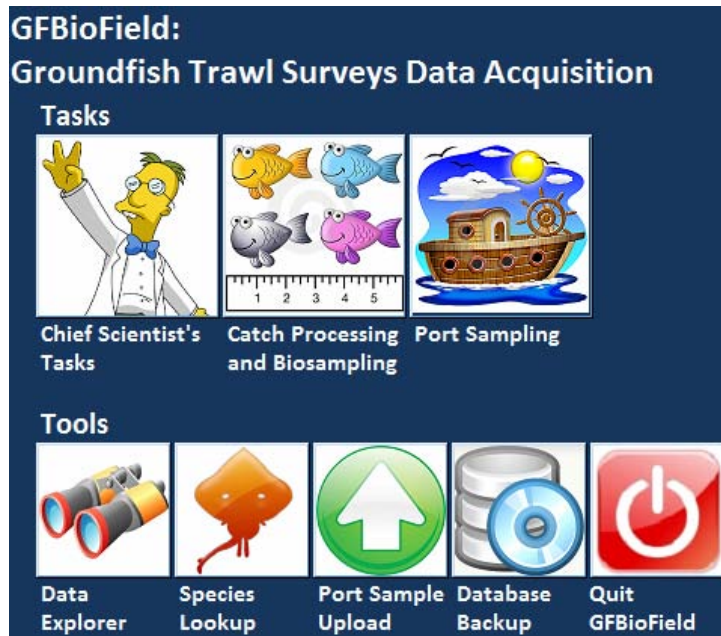 GFBioField:
Groundfish Trawl Surveys Data Acquisition
Tasks
1 2 3 4 5
Chief Scientist's
Tasks
Catch Processing
and Biosampling
Port Sampling
Tools
Data
Explorer
Species
Lookup
Port Sample
Upload
Database
Backup
Quit
GFBioField